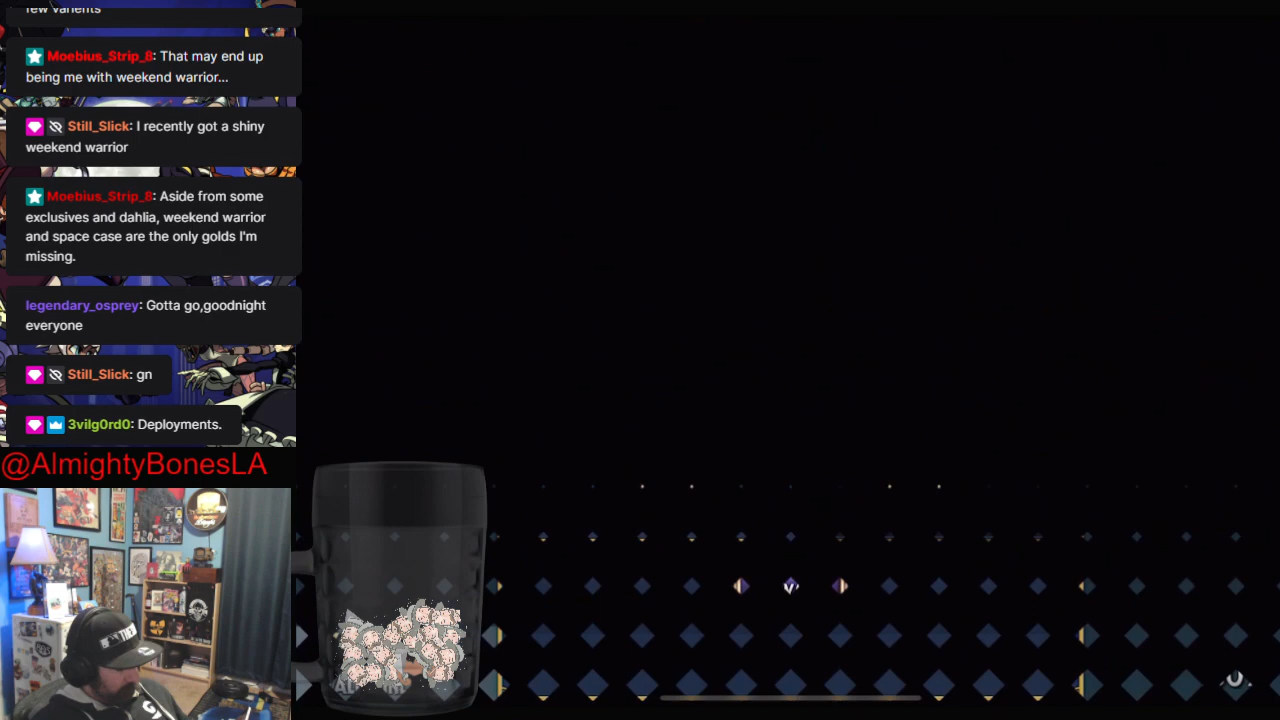 few varients
Moebius_Strip_8: That may end up
being me with weekend warrior...
Still_Slick: I recently got a shiny
weekend warrior
Moebius_Strip_8: Aside from some
exclusives and dahlia, weekend warrior
and space case are the only golds I'm
missing.
legendary_osprey: Gotta go,goodnight
everyone
Still_Slick: gn
3vilg0rd0: Deployments.
@AlmightyBonesLA